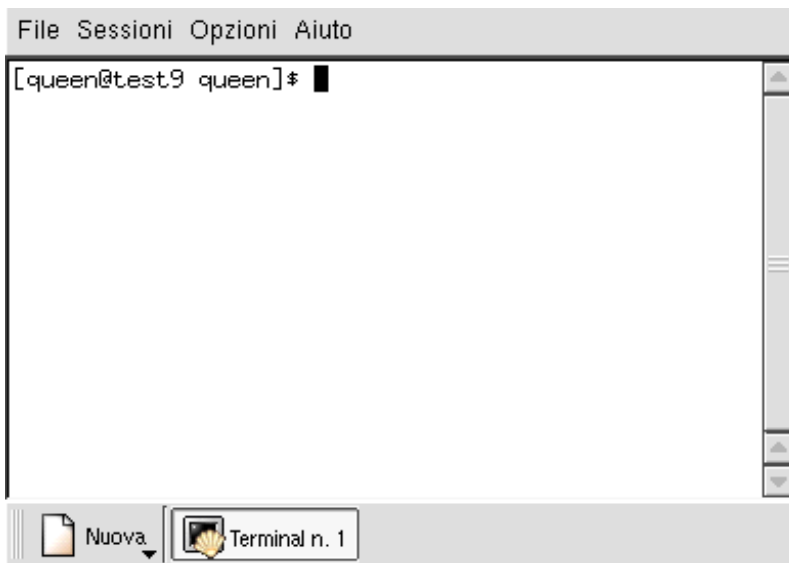 File Sessioni Opzioni Aiuto
[queen@test9 queen]$
Nuova Terminal n. 1